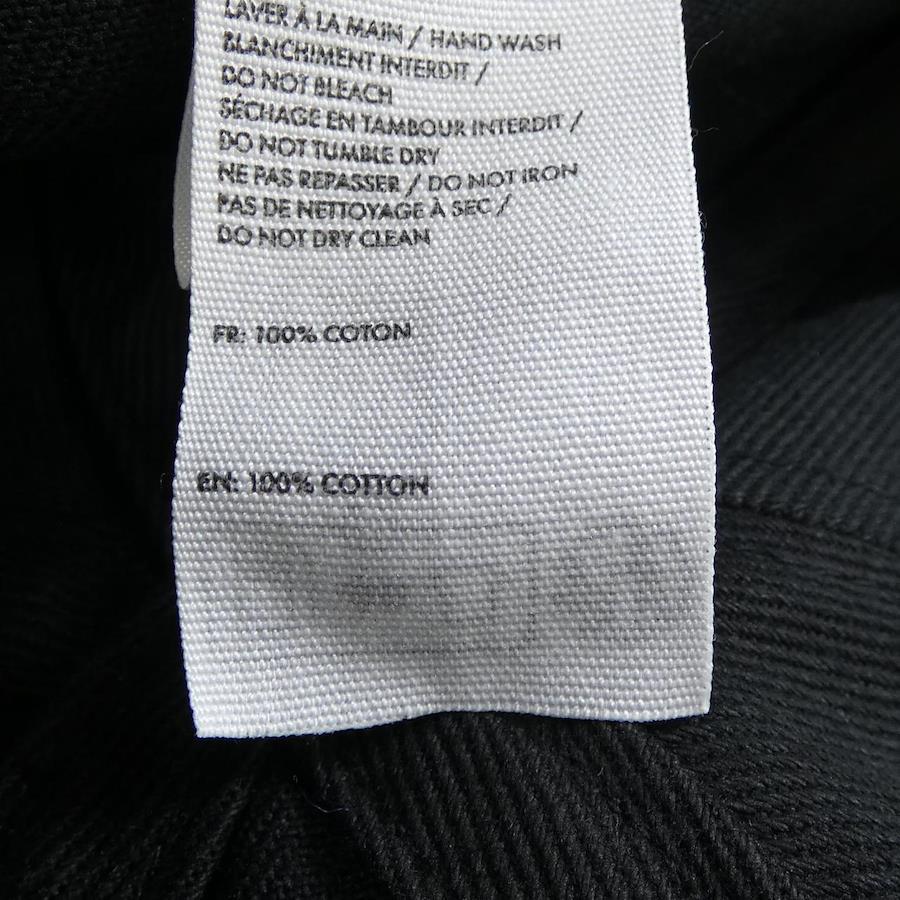 LAVER À LA MAIN / HAND WASH
BLANCHIMENT INTERDIT /
DO NOT BLEACH
SÉCHAGE EN TAMBOUR INTERDIT /
DO NOT TUMBLE DRY
NE PAS REPASSER / DO NOT IRON
PAS DE NETTOYAGE À SEC /
DO NOT DRY CLEAN
FR: 100% COTON
EN: 100% COTTON